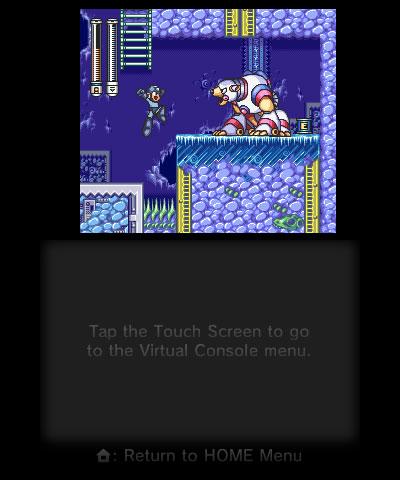 Tap the Touch Screen to go
to the Virtual Console menu.
: Return to HOME Menu